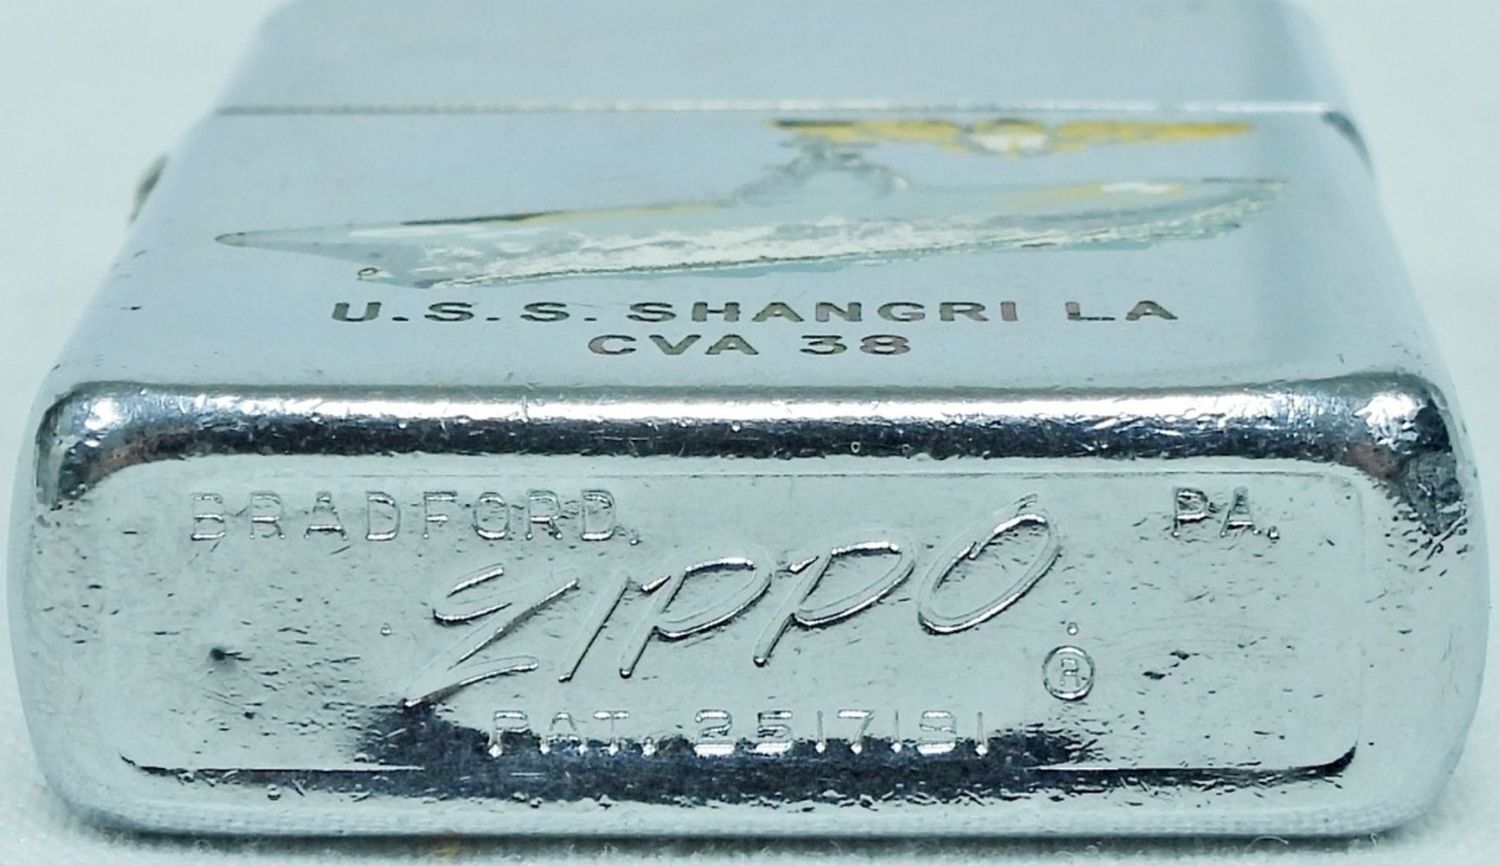 U.S.S. SHANGRI LA
CVA 38
BRADFORD. PA.
ZIPPO
®
PAT. 2517191